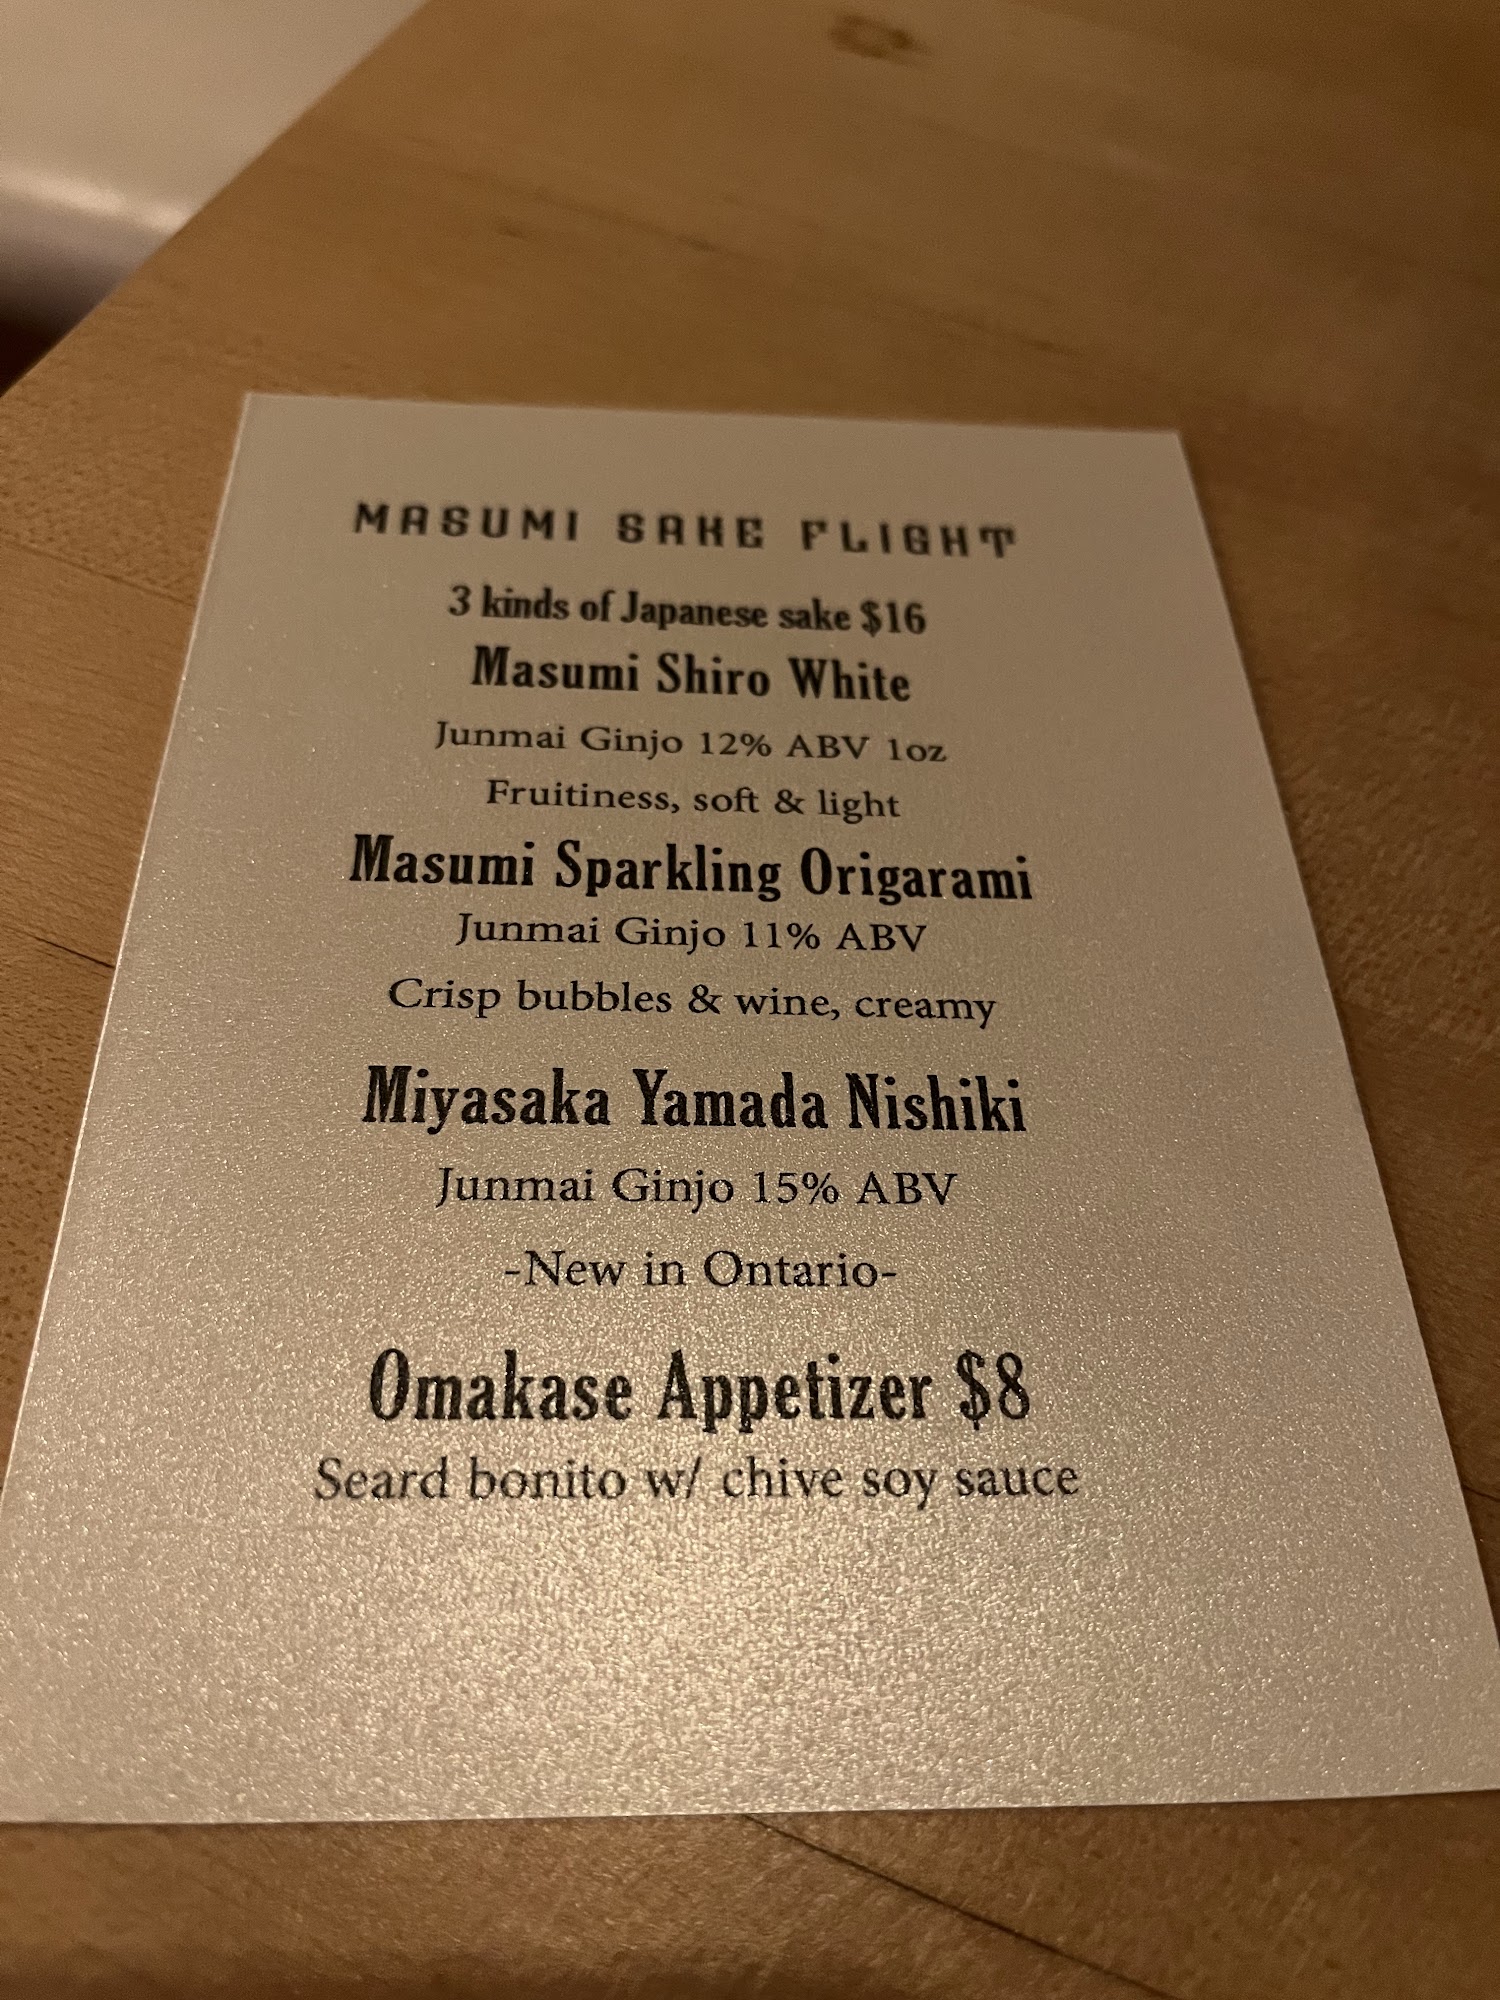 MASUMI SAKE FLIGHT
3 kinds of Japanese sake $16
Masumi Shiro White
Junmai Ginjo 12% ABV 1oz
Fruitiness, soft & light
Masumi Sparkling Origarami
Junmai Ginjo 11% ABV
Crisp bubbles & wine, creamy
Miyasaka Yamada Nishiki
Junmai Ginjo 15% ABV
-New in Ontario-
Omakase Appetizer $8
Seard bonito w/ chive soy sauce